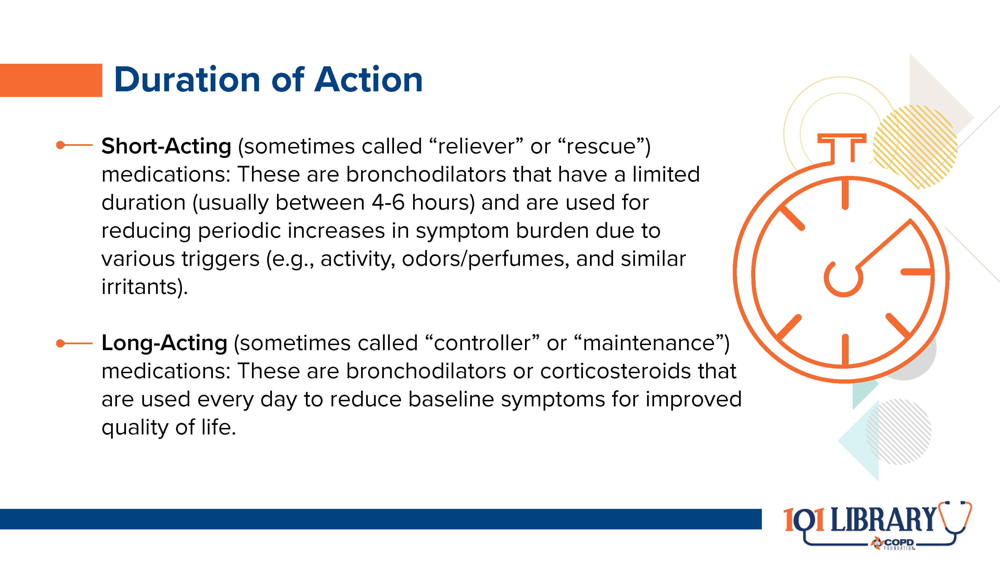 Duration of Action
Short-Acting (sometimes called “reliever” or “rescue”)
medications: These are bronchodilators that have a limited
duration (usually between 4-6 hours) and are used for
reducing periodic increases in symptom burden due to
various triggers (e.g., activity, odors/perfumes, and similar
irritants).
Long-Acting (sometimes called “controller” or “maintenance”)
medications: These are bronchodilators or corticosteroids that
are used every day to reduce baseline symptoms for improved
quality of life.
101 LIBRARY
COPD
FOUNDATION®